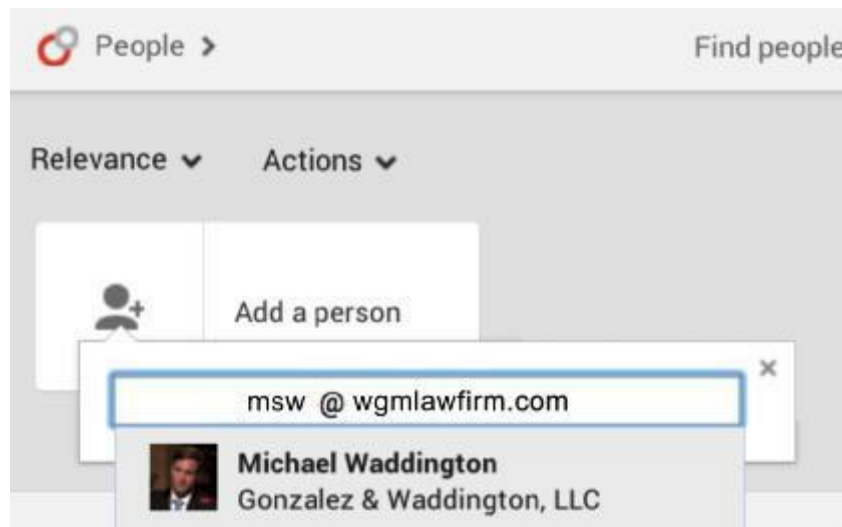 People >
Find people
Relevance
Actions
Add a person
×
msw @ wgmlawfirm.com
Michael Waddington
Gonzalez & Waddington, LLC